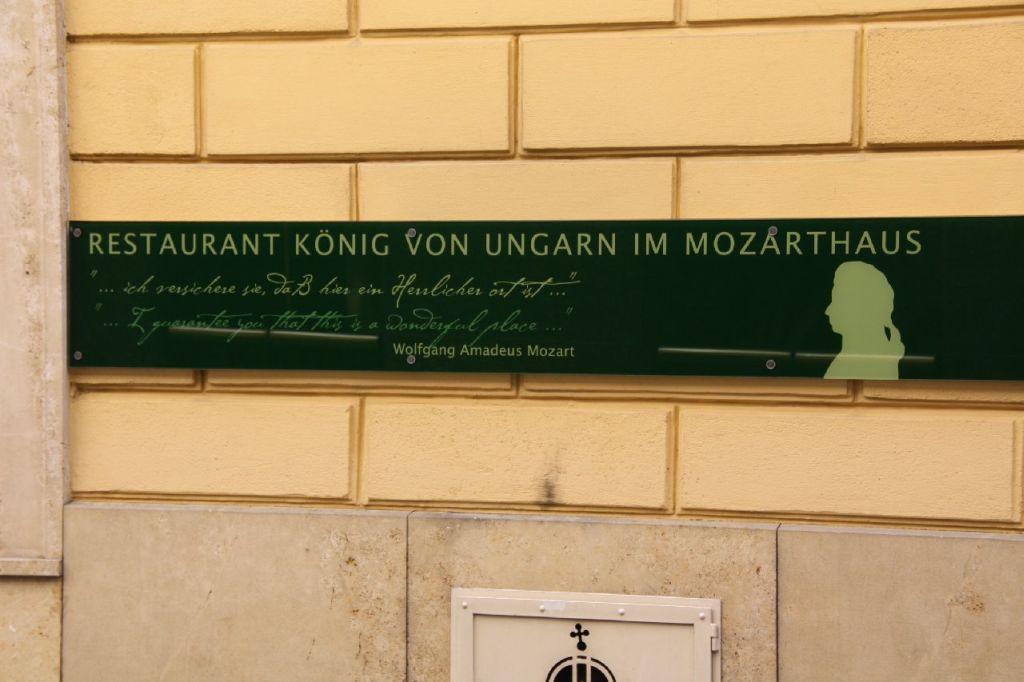 RESTAURANT KÖNIG VON UNGARN IM MOZARTHAUS
"... ich versichere sie, daß hier ein Herrlicher ort ist ..."
"... I guarantee you that this is a wonderful place ..."
Wolfgang Amadeus Mozart